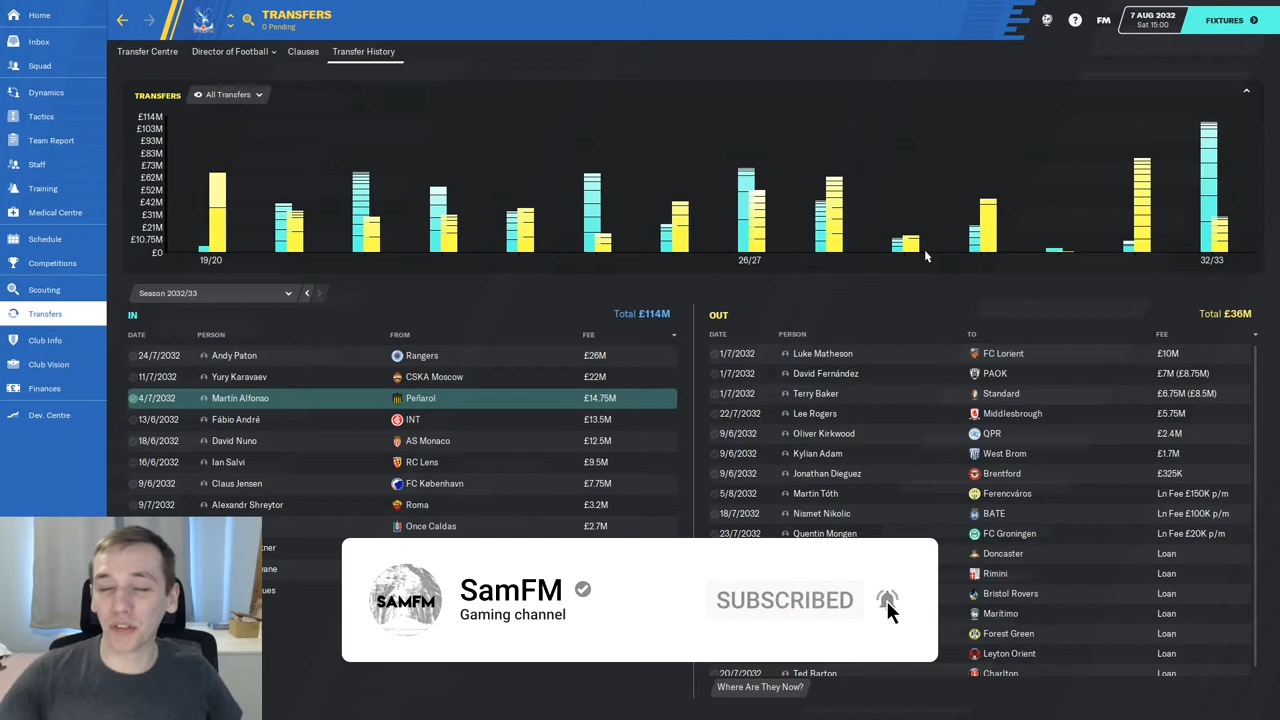 Home
TRANSFERS
0 Pending
7 AUG 2032
Sat 15:00
FM
FIXTURES
Inbox
Squad
Dynamics
Tactics
Team Report
Staff
Training
Medical Centre
Schedule
Competitions
Scouting
Transfers
Club Info
Club Vision
Finances
Dev. Centre
Transfer Centre Director of Football Clauses Transfer History
TRANSFERS All Transfers
£114M
£103M
£93M
£83M
£73M
£62M
£52M
£42M
£31M
£21M
£10.75M
£0
19/20 26/27 32/33
Season 2032/33
IN Total £114M
DATE PERSON FROM FEE
24/7/2032 Andy Paton Rangers £26M
11/7/2032 Yury Karavaev CSKA Moscow £22M
4/7/2032 Martín Alfonso Peñarol £14.75M
13/6/2032 Fábio André INT £13.5M
18/6/2032 David Nuno AS Monaco £12.5M
16/6/2032 Ian Salvi RC Lens £9.5M
9/6/2032 Claus Jensen FC København £7.75M
9/7/2032 Alexandr Shreytor Roma £3.2M
Once Caldas £2.7M
OUT Total £36M
DATE PERSON TO FEE
1/7/2032 Luke Matheson FC Lorient £10M
1/7/2032 David Fernández PAOK £7M (£8.75M)
1/7/2032 Terry Baker Standard £6.75M (£8.5M)
22/7/2032 Lee Rogers Middlesbrough £5.75M
9/6/2032 Oliver Kirkwood QPR £2.4M
9/6/2032 Kylian Adam West Brom £1.7M
9/6/2032 Jonathan Dieguez Brentford £325K
5/8/2032 Martin Tóth Ferencváros Ln Fee £150K p/m
18/7/2032 Nismet Nikolic BATE Ln Fee £100K p/m
23/7/2032 Quentin Mongen FC Groningen Ln Fee £20K p/m
Doncaster Loan
Rimini Loan
Bristol Rovers Loan
Marítimo Loan
Forest Green Loan
Leyton Orient Loan
20/7/2032 Ted Barton Charlton Loan
Where Are They Now?
SAMFM
SamFM
Gaming channel
SUBSCRIBED